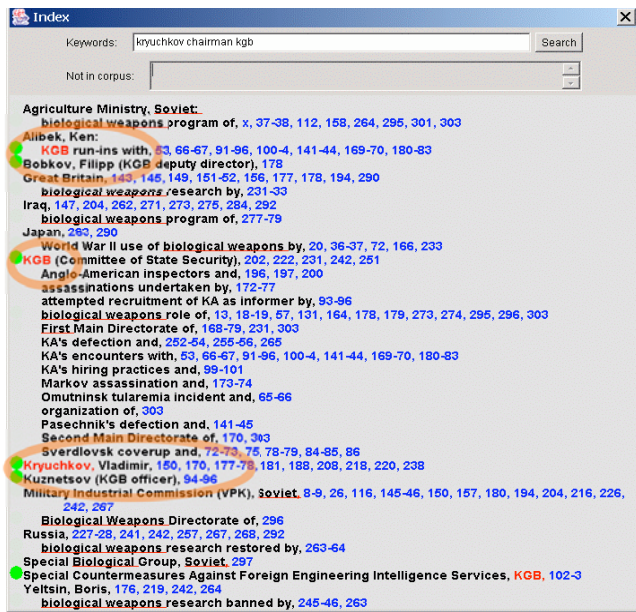 Index
Keywords: kryuchkov chairman kgb Search
Not in corpus:
Agriculture Ministry, Soviet:
biological weapons program of, x, 37-38, 112, 158, 264, 295, 301, 303
Alibek, Ken:
KGB run-ins with, 53, 66-67, 91-96, 100-4, 141-44, 169-70, 180-83
Bobkov, Filipp (KGB deputy director), 178
Great Britain, 143, 145, 149, 151-52, 156, 177, 178, 194, 290
biological weapons research by, 231-33
Iraq, 147, 204, 262, 271, 273, 275, 284, 292
biological weapons program of, 277-79
Japan, 263, 290
World War II use of biological weapons by, 20, 36-37, 72, 166, 233
KGB (Committee of State Security), 202, 222, 231, 242, 251
Anglo-American inspectors and, 196, 197, 200
assassinations undertaken by, 172-77
attempted recruitment of KA as informer by, 93-96
biological weapons role of, 13, 18-19, 57, 131, 164, 178, 179, 273, 274, 295, 296, 303
First Main Directorate of, 168-79, 231, 303
KA's defection and, 252-54, 255-56, 265
KA's encounters with, 53, 66-67, 91-96, 100-4, 141-44, 169-70, 180-83
KA's hiring practices and, 99-101
Markov assassination and, 173-74
Omutninsk tularemia incident and, 65-66
organization of, 303
Pasechnik's defection and, 141-45
Second Main Directorate of, 170, 303
Sverdlovsk coverup and, 72-73, 75, 78-79, 84-85, 86
Kryuchkov, Vladimir, 150, 170, 177-78, 181, 188, 208, 218, 220, 238
Kuznetsov (KGB officer), 94-96
Military Industrial Commission (VPK), Soviet, 8-9, 26, 116, 145-46, 150, 157, 180, 194, 204, 216, 226,
242, 267
Biological Weapons Directorate of, 296
Russia, 227-28, 241, 242, 257, 267, 268, 292
biological weapons research restored by, 263-64
Special Biological Group, Soviet, 297
Special Countermeasures Against Foreign Engineering Intelligence Services, KGB, 102-3
Yeltsin, Boris, 176, 219, 242, 264
biological weapons research banned by, 245-46, 263